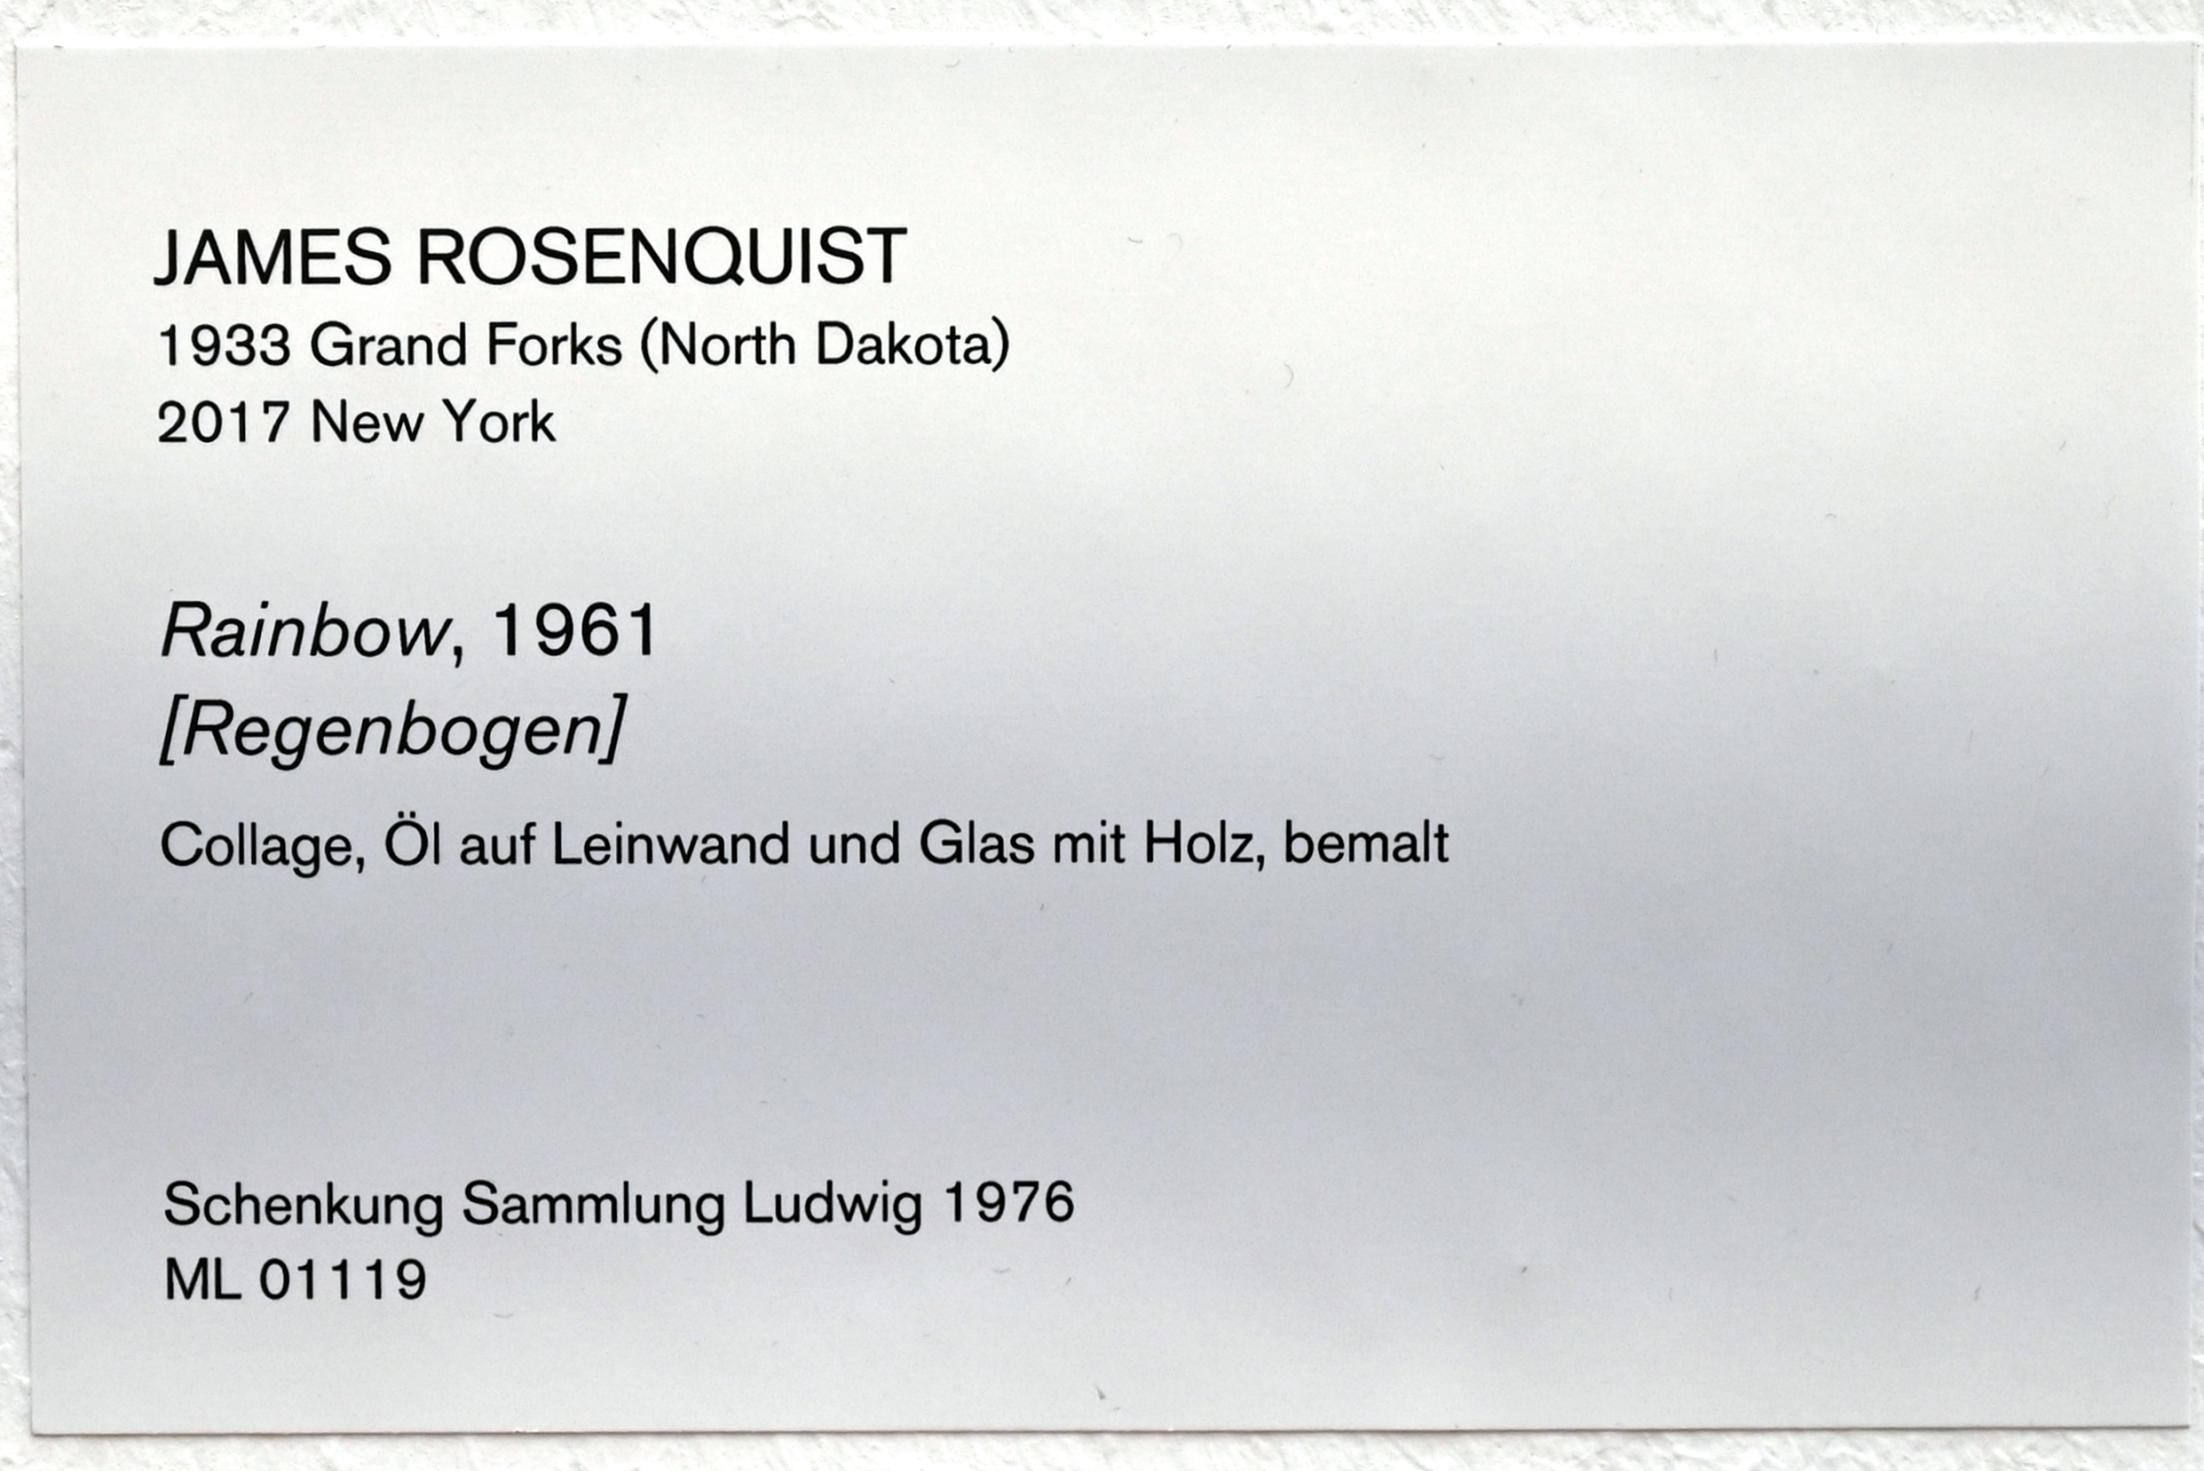 JAMES ROSENQUIST
1933 Grand Forks (North Dakota)
2017 New York
Rainbow, 1961
[Regenbogen]
Collage, Öl auf Leinwand und Glas mit Holz, bemalt
Schenkung Sammlung Ludwig 1976
ML 01119